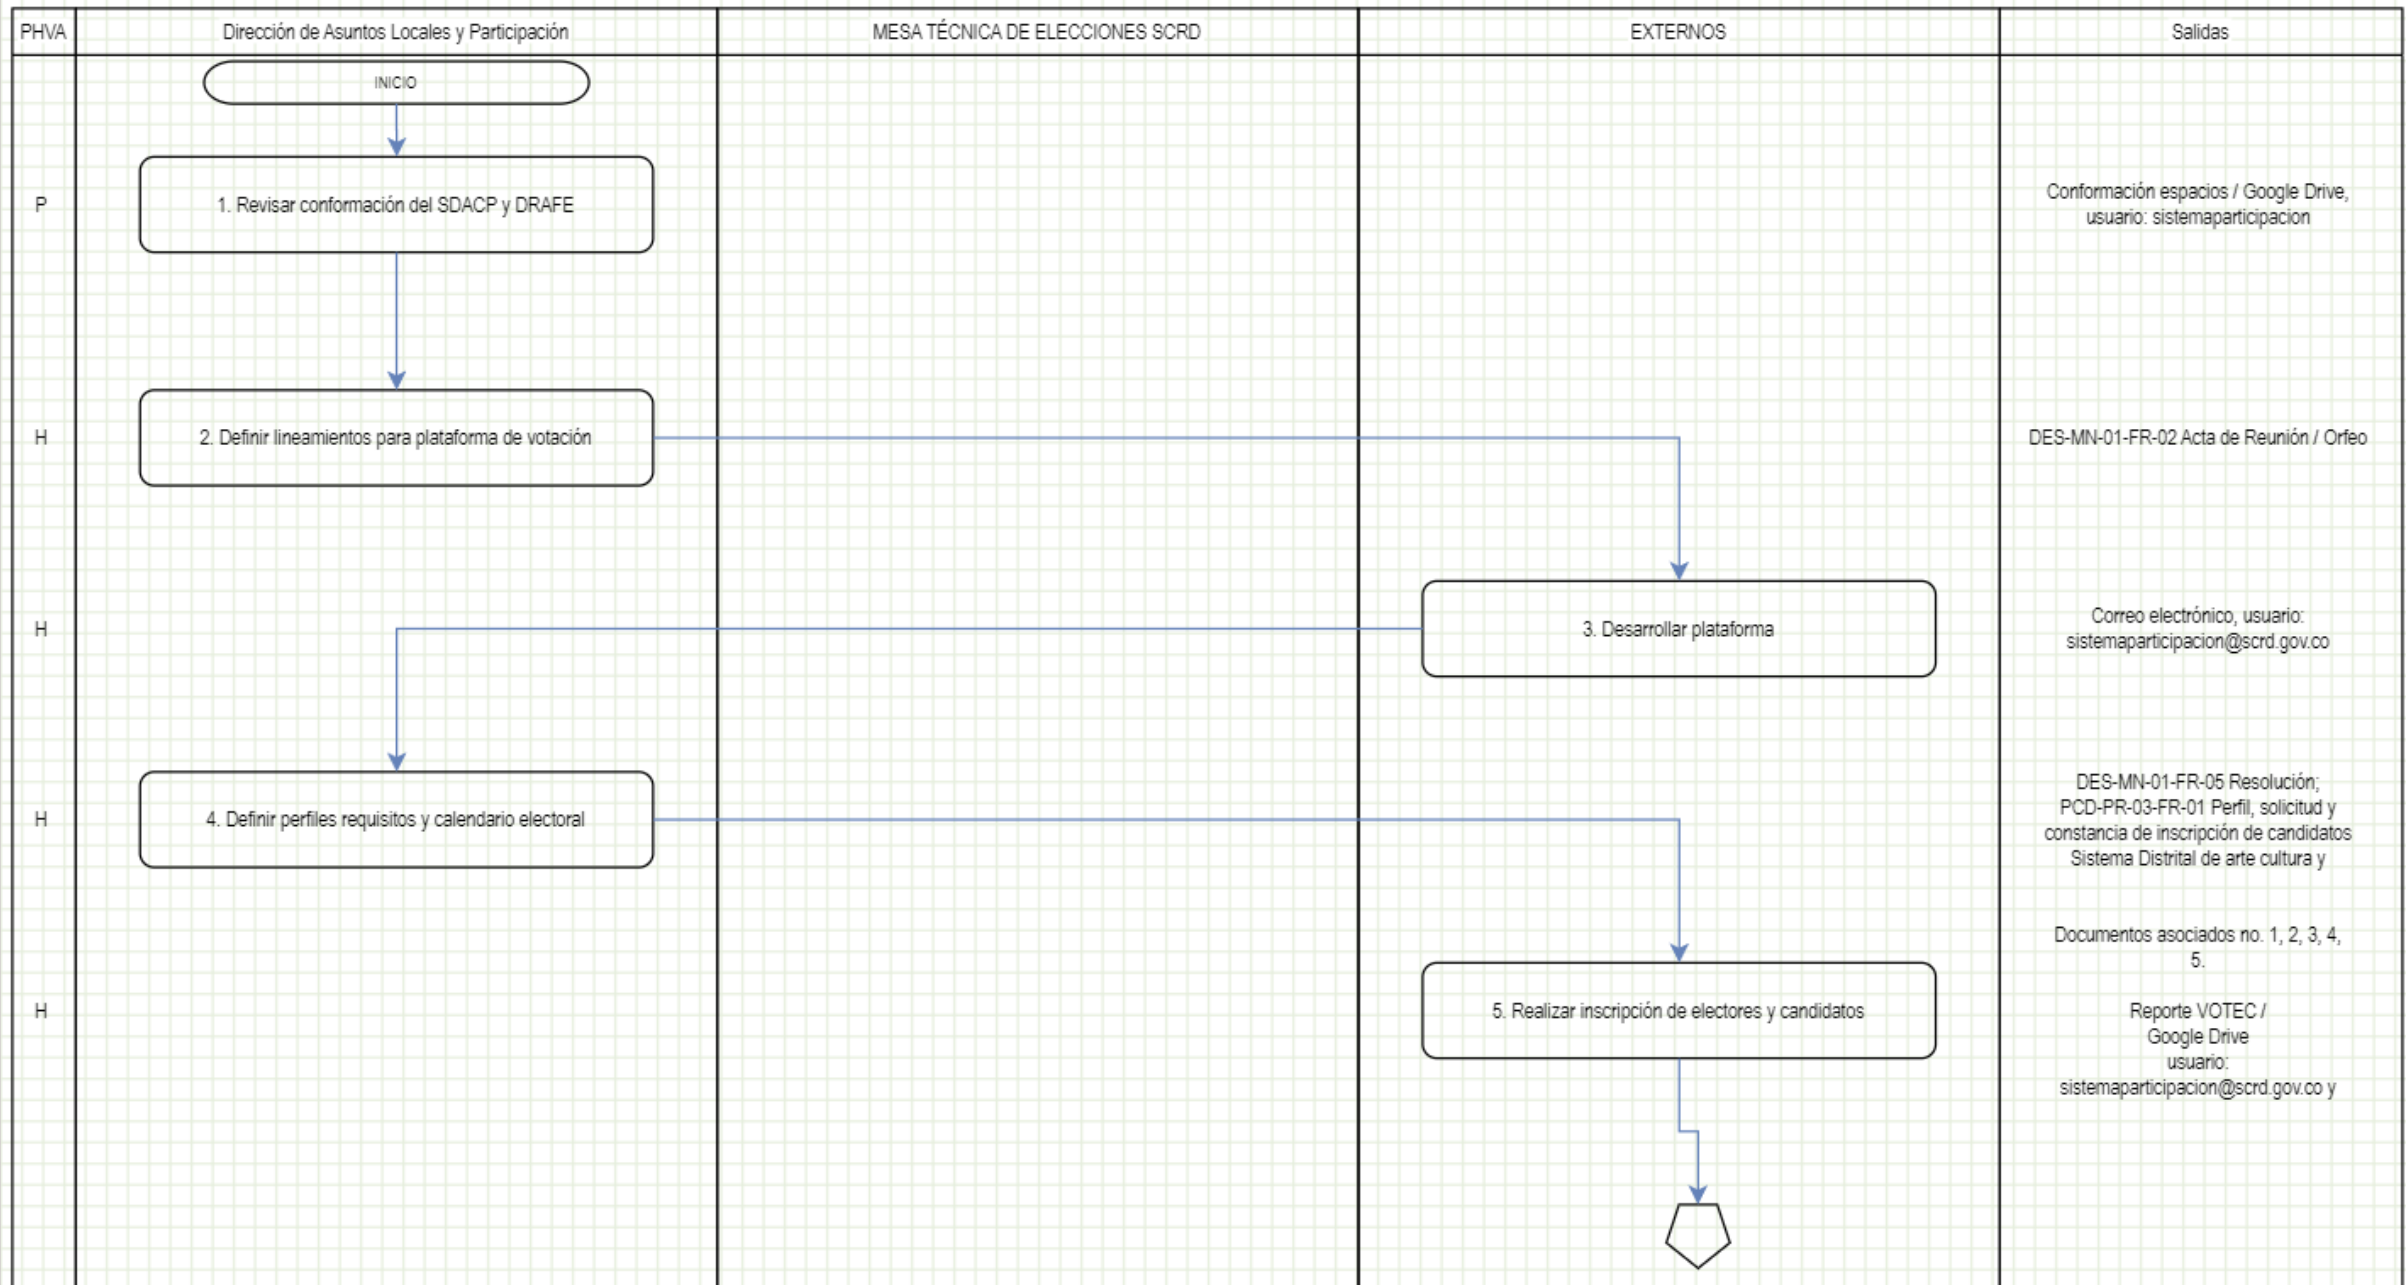 PHVA
Dirección de Asuntos Locales y Participación
MESA TÉCNICA DE ELECCIONES SCRD
EXTERNOS
Salidas
INICIO
P
1. Revisar conformación del SDACP y DRAFE
Conformación espacios / Google Drive,
usuario: sistemaparticipacion
H
2. Definir lineamientos para plataforma de votación
DES-MN-01-FR-02 Acta de Reunión / Orfeo
H
3. Desarrollar plataforma
Correo electrónico, usuario:
sistemaparticipacion@scrd.gov.co
H
4. Definir perfiles requisitos y calendario electoral
DES-MN-01-FR-05 Resolución;
PCD-PR-03-FR-01 Perfil, solicitud y
constancia de inscripción de candidatos
Sistema Distrital de arte cultura y
H
5. Realizar inscripción de electores y candidatos
Documentos asociados no. 1, 2, 3, 4,
5.
Reporte VOTEC /
Google Drive
usuario:
sistemaparticipacion@scrd.gov.co y